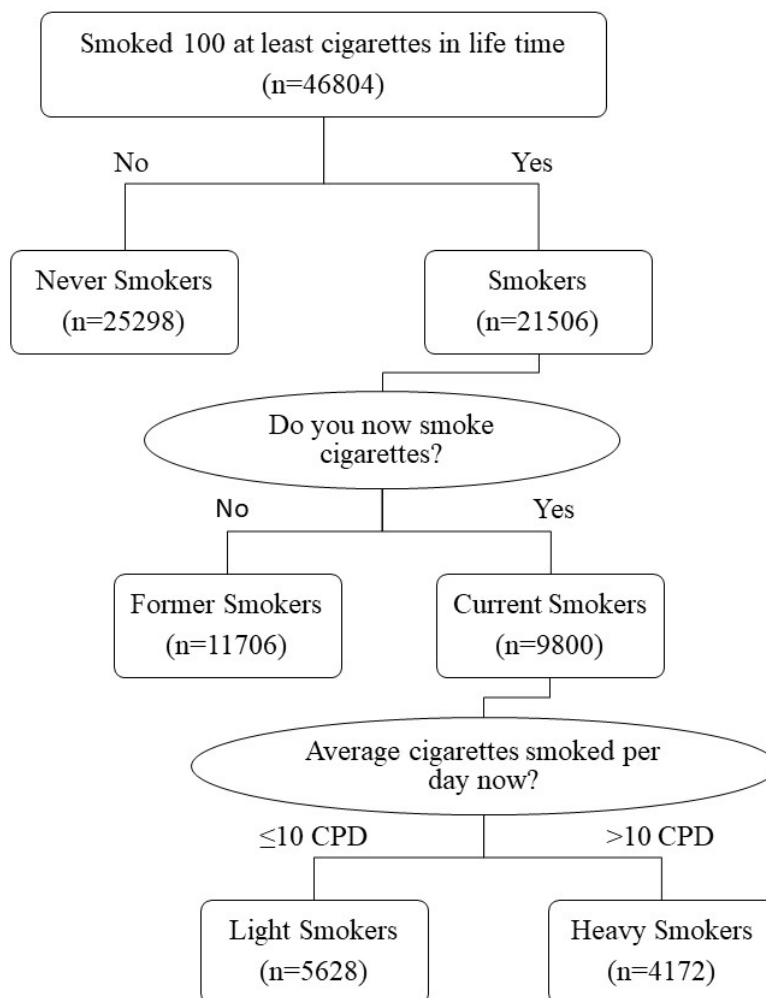 Smoked 100 at least cigarettes in life time
(n=46804)
No
Yes
Never Smokers
(n=25298)
Smokers
(n=21506)
Do you now smoke
cigarettes?
No
Yes
Former Smokers
(n=11706)
Current Smokers
(n=9800)
Average cigarettes smoked per
day now?
≤10 CPD
>10 CPD
Light Smokers
(n=5628)
Heavy Smokers
(n=4172)